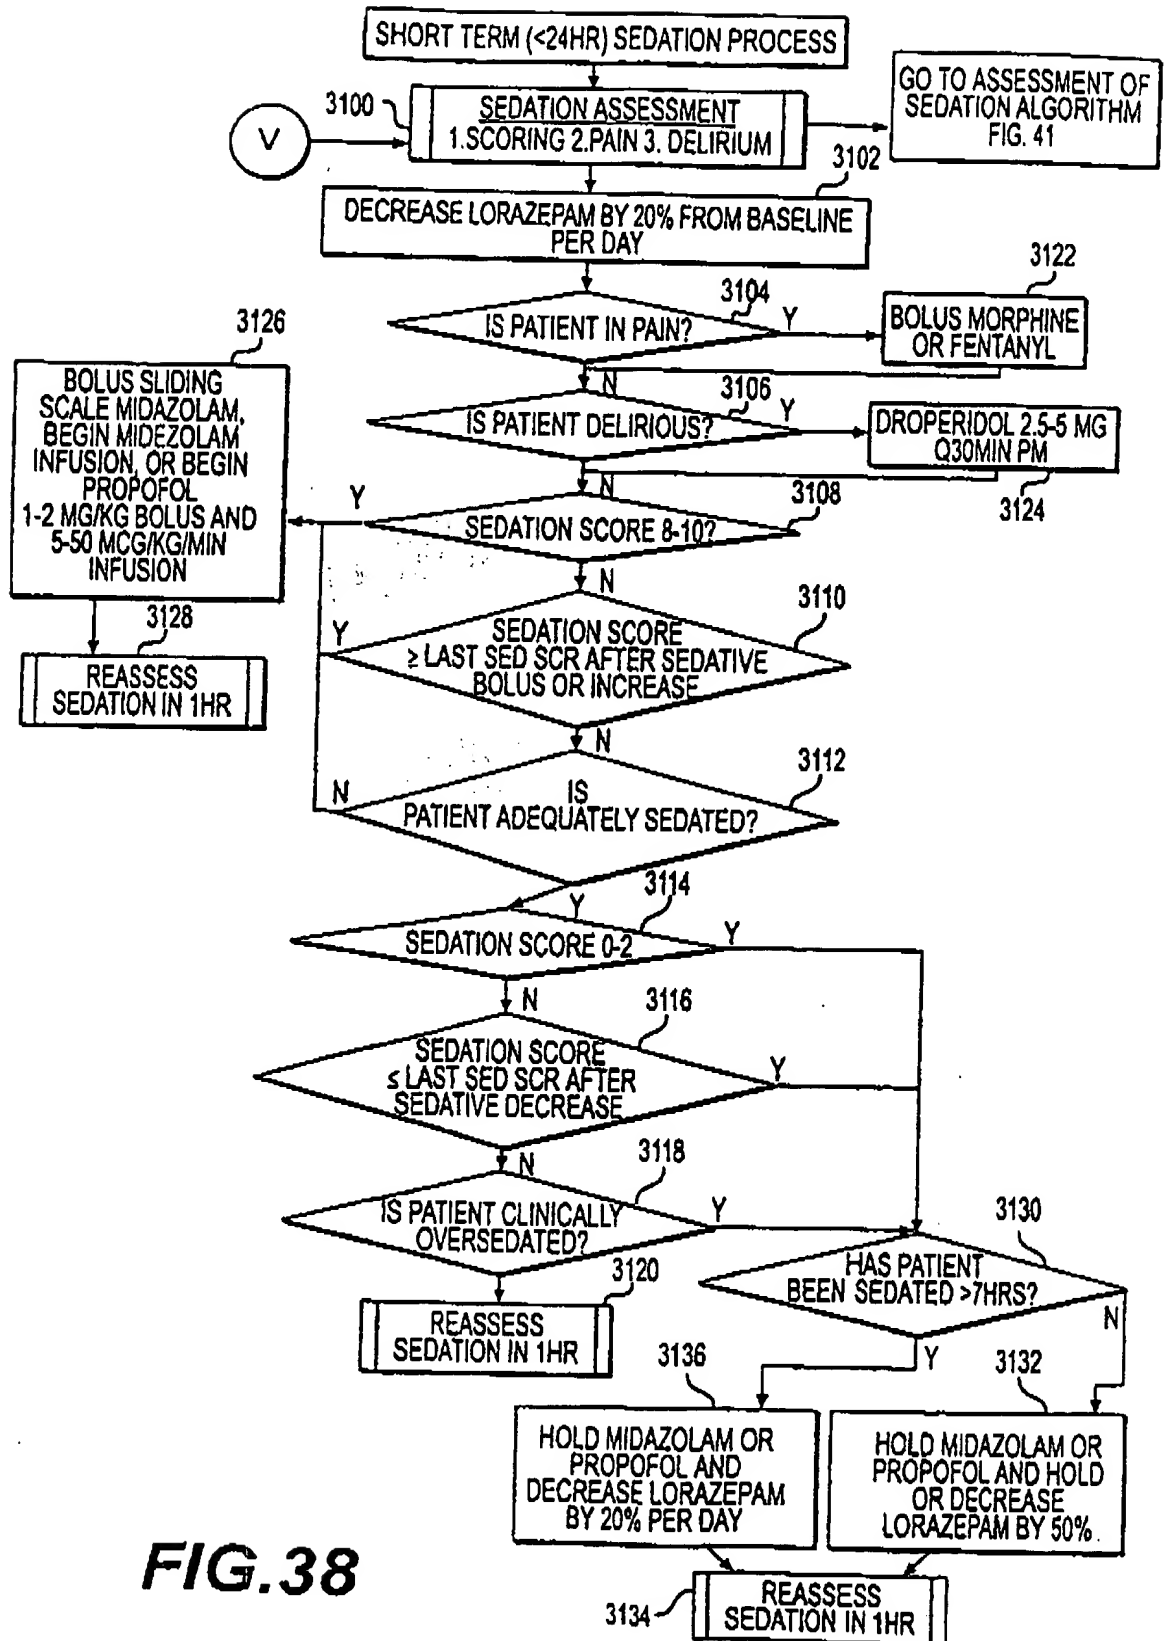 SHORT TERM (<24HR) SEDATION PROCESS
3100
SEDATION ASSESSMENT
1.SCORING 2.PAIN 3. DELIRIUM
GO TO ASSESSMENT OF
SEDATION ALGORITHM
FIG. 41
V
3102
DECREASE LORAZEPAM BY 20% FROM BASELINE
PER DAY
3104
IS PATIENT IN PAIN?
Y
3122
BOLUS MORPHINE
OR FENTANYL
N
3106
IS PATIENT DELIRIOUS?
Y
DROPERIDOL 2.5-5 MG
Q30MIN PM
3124
N
3126
BOLUS SLIDING
SCALE MIDAZOLAM,
BEGIN MIDEZOLAM
INFUSION, OR BEGIN
PROPOFOL
1-2 MG/KG BOLUS AND
5-50 MCG/KG/MIN
INFUSION
3128
REASSESS
SEDATION IN 1HR
3108
Y
SEDATION SCORE 8-10?
N
3110
Y
SEDATION SCORE
≥ LAST SED SCR AFTER SEDATIVE
BOLUS OR INCREASE
N
3112
N
IS
PATIENT ADEQUATELY SEDATED?
Y
3114
SEDATION SCORE 0-2
Y
N
3116
SEDATION SCORE
≤ LAST SED SCR AFTER
SEDATIVE DECREASE
Y
N
3118
IS PATIENT CLINICALLY
OVERSEDATED?
Y
3120
REASSESS
SEDATION IN 1HR
3130
HAS PATIENT
BEEN SEDATED >7HRS?
N
Y
3136
HOLD MIDAZOLAM OR
PROPOFOL AND
DECREASE LORAZEPAM
BY 20% PER DAY
3132
HOLD MIDAZOLAM OR
PROPOFOL AND HOLD
OR DECREASE
LORAZEPAM BY 50%.
3134
REASSESS
SEDATION IN 1HR
FIG.38